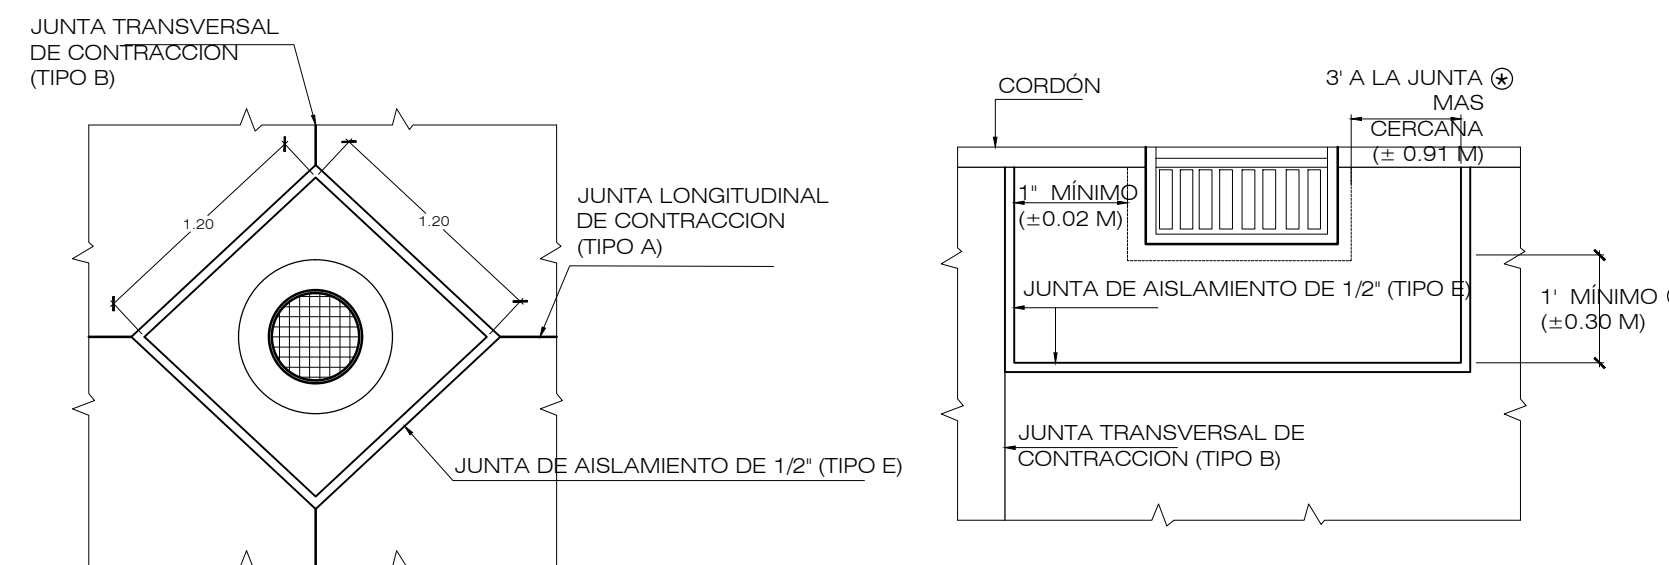 JUNTA TRANSVERSAL
DE CONTRACCION
(TIPO B)
1.20
1.20
JUNTA LONGITUDINAL
DE CONTRACCION
(TIPO A)
JUNTA DE AISLAMIENTO DE 1/2" (TIPO E)
CORDÓN
3' A LA JUNTA
MAS
CERCANA
(± 0.91 M)
1" MÍNIMO
(±0.02 M)
JUNTA DE AISLAMIENTO DE 1/2" (TIPO E)
1' MÍNIMO
(±0.30 M)
JUNTA TRANSVERSAL DE
CONTRACCION (TIPO B)